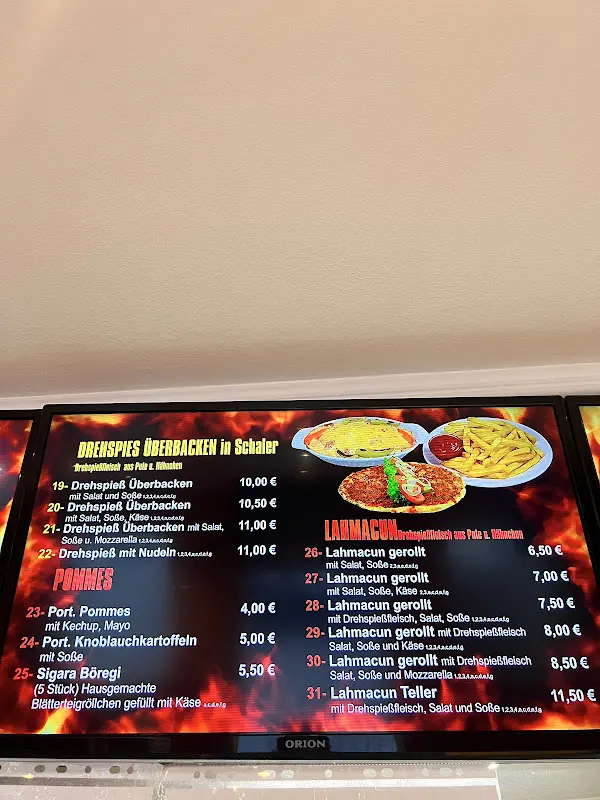 DREHSPIES ÜBERBACKEN in Schaler
Drehspießfleisch aus Pute u. Hähnchen
19- Drehspieß Überbacken 10,00 €
mit Salat und Soße
20- Drehspieß Überbacken 10,50 €
mit Salat, Soße, Käse
21- Drehspieß Überbacken mit Salat, 11,00 €
Soße u. Mozzarella
22- Drehspieß mit Nudeln 11,00 €
POMMES
23- Port. Pommes 4,00 €
mit Kechup, Mayo
24- Port. Knoblauchkartoffeln 5,00 €
mit Soße
25- Sigara Böregi 5,50 €
(5 Stück) Hausgemachte
Blätterteigröllchen gefüllt mit Käse
LAHMACUN Drehspießfleisch aus Pute u. Hähnchen
26- Lahmacun gerollt 6,50 €
mit Salat, Soße
27- Lahmacun gerollt 7,00 €
mit Salat, Soße, Käse
28- Lahmacun gerollt 7,50 €
mit Drehspießfleisch, Salat, Soße
29- Lahmacun gerollt mit Drehspießfleisch 8,00 €
Salat, Soße und Käse
30- Lahmacun gerollt mit Drehspießfleisch 8,50 €
Salat, Soße und Mozzarella
31- Lahmacun Teller 11,50 €
mit Drehspießfleisch, Salat und Soße
ORION